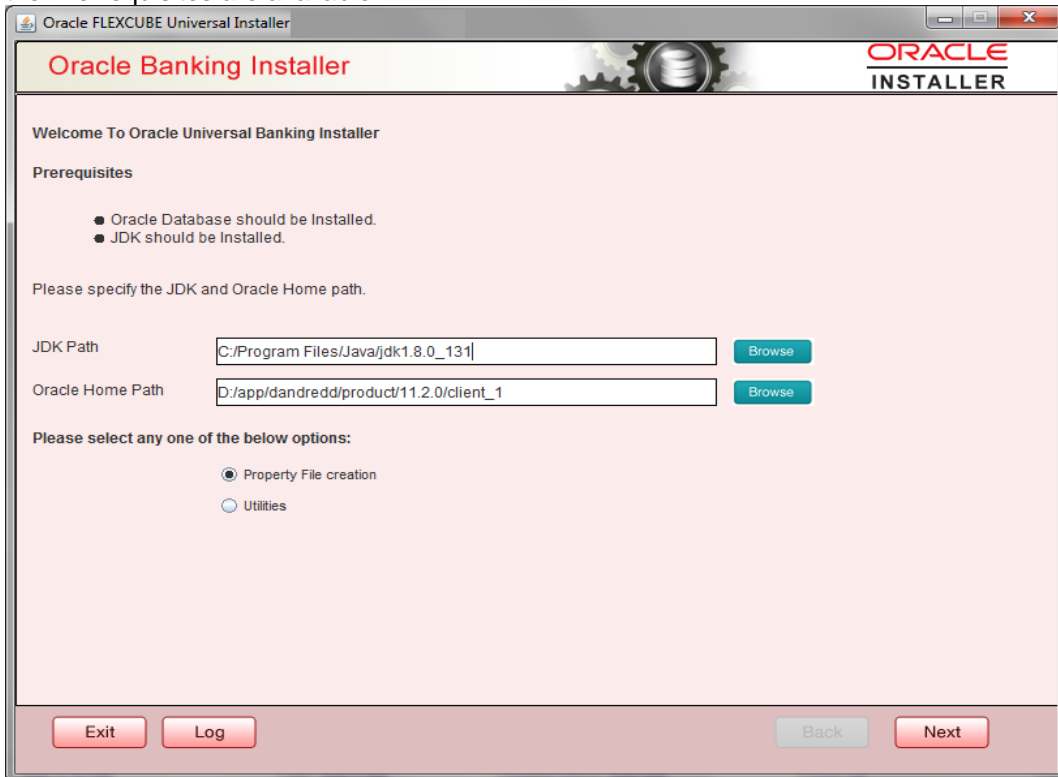 Oracle FLEXCUBE Universal Installer
Oracle Banking Installer
ORACLE
INSTALLER
Welcome To Oracle Universal Banking Installer
Prerequisites
Oracle Database should be Installed.
JDK should be Installed.
Please specify the JDK and Oracle Home path.
JDK Path C:/Program Files/Java/jdk1.8.0_131 Browse
Oracle Home Path D:/app/dandredd/product/11.2.0/client_1 Browse
Please select any one of the below options:
Property File creation
Utilities
Exit Log Back Next